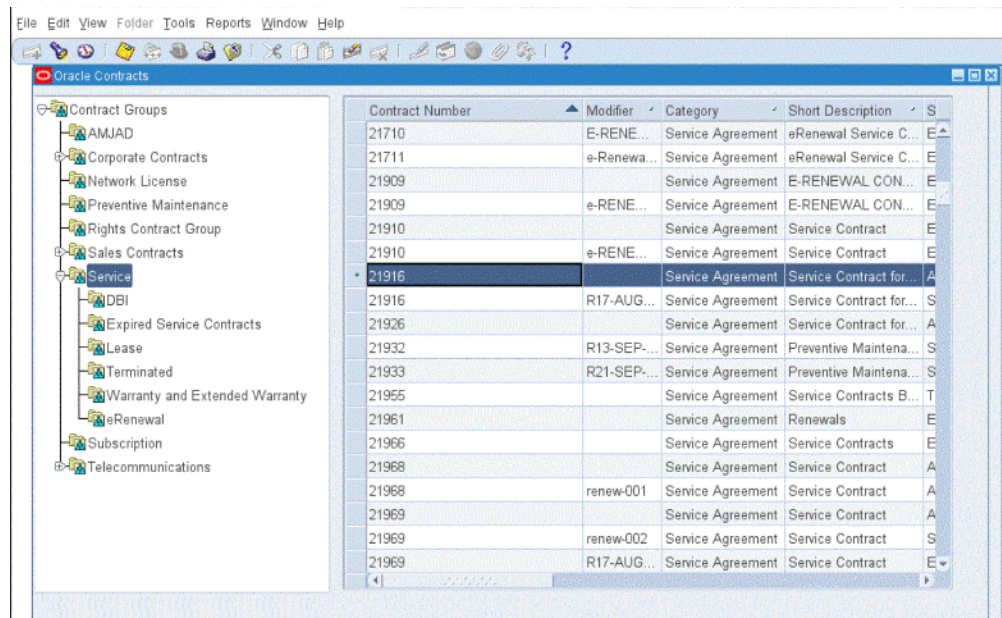 File Edit View Folder Tools Reports Window Help
Oracle Contracts
Contract Groups
AMJAD
Corporate Contracts
Network License
Preventive Maintenance
Rights Contract Group
Sales Contracts
Service
DBI
Expired Service Contracts
Lease
Terminated
Warranty and Extended Warranty
eRenewal
Subscription
Telecommunications
Contract Number Modifier Category Short Description S
21710 E-RENE... Service Agreement eRenewal Service C... E
21711 e-Renewa... Service Agreement eRenewal Service C... E
21909 Service Agreement E-RENEWAL CON... E
21909 e-RENE... Service Agreement E-RENEWAL CON... E
21910 Service Agreement Service Contract E
21910 e-RENE... Service Agreement Service Contract E
21916 Service Agreement Service Contract for... A
21916 R17-AUG... Service Agreement Service Contract for... S
21926 Service Agreement Service Contract for... A
21932 R13-SEP-... Service Agreement Preventive Maintena... S
21933 R21-SEP-... Service Agreement Preventive Maintena... S
21955 Service Agreement Service Contracts B... T
21961 Service Agreement Renewals E
21966 Service Agreement Service Contracts E
21968 Service Agreement Service Contract A
21968 renew-001 Service Agreement Service Contract A
21969 Service Agreement Service Contract A
21969 renew-002 Service Agreement Service Contract S
21969 R17-AUG... Service Agreement Service Contract E